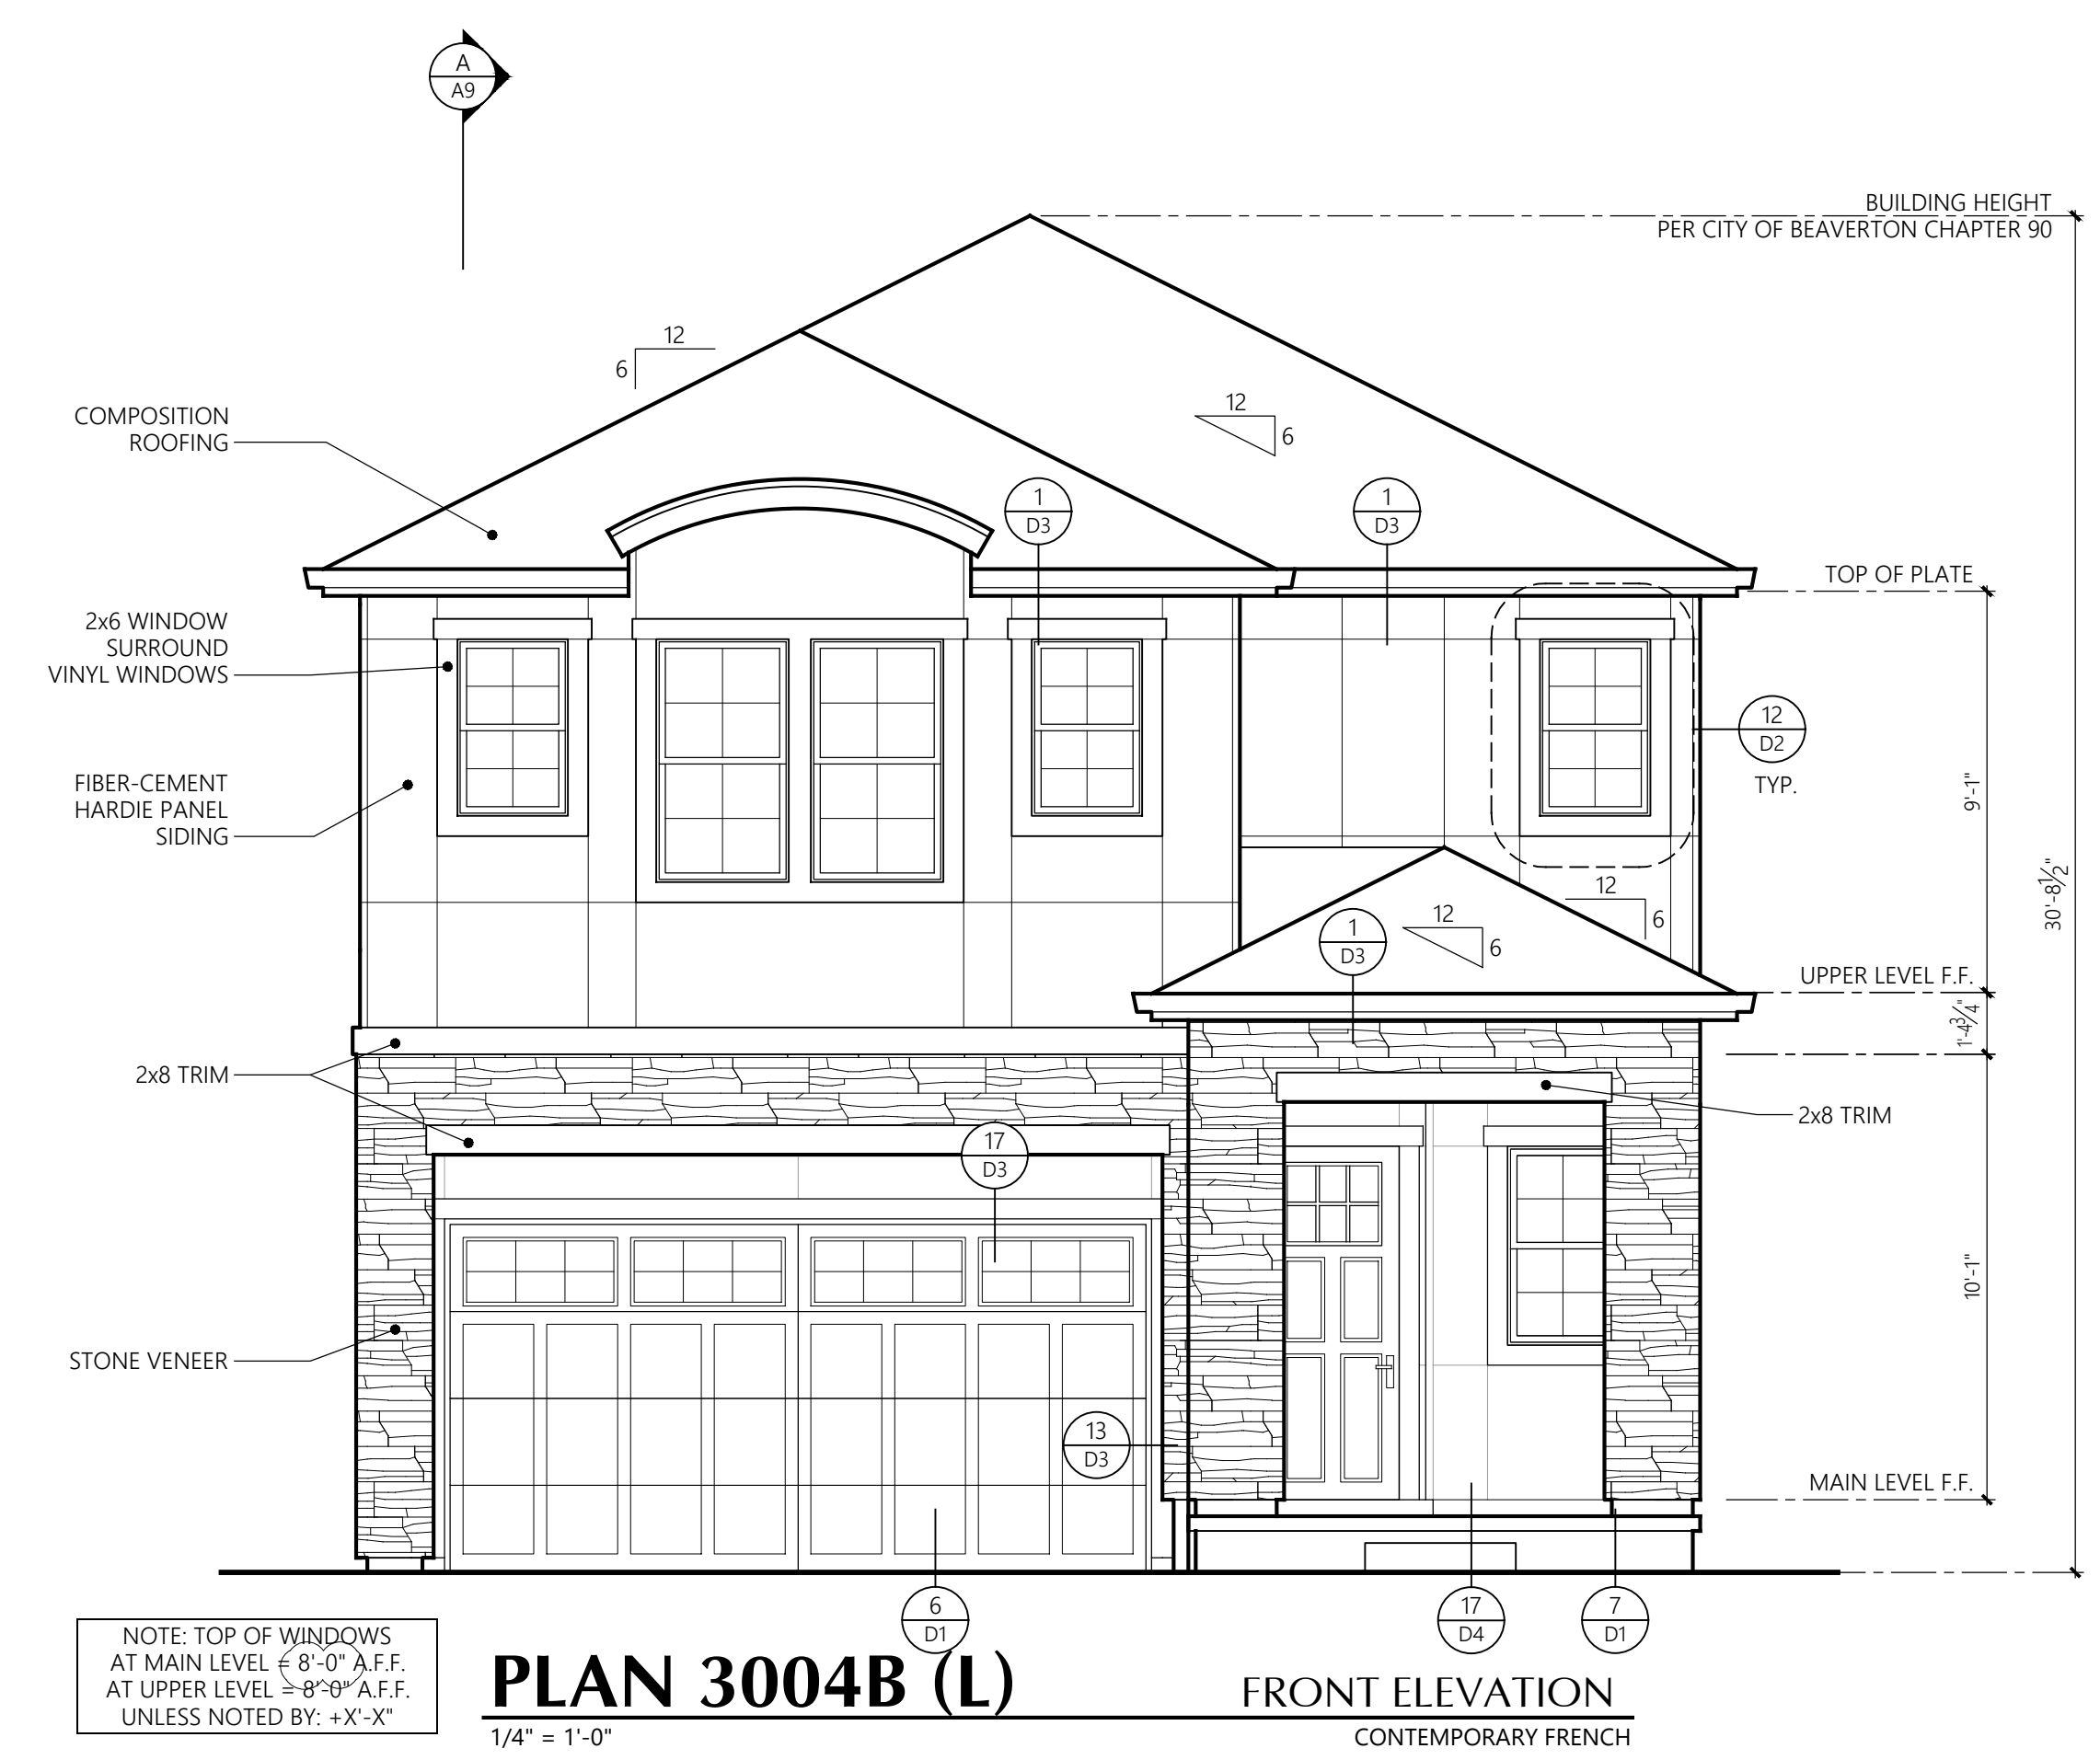 A
A9
BUILDING HEIGHT
PER CITY OF BEAVERTON CHAPTER 90
12
6
12
6
COMPOSITION
ROOFING
1
D3
1
D3
TOP OF PLATE
2x6 WINDOW
SURROUND
VINYL WINDOWS
12
D2
TYP.
FIBER-CEMENT
HARDIE PANEL
SIDING
9'-1"
30'-8½"
12
6
12
6
1
D3
UPPER LEVEL F.F.
1'-4¾"
2x8 TRIM
2x8 TRIM
17
D3
10'-1"
STONE VENEER
13
D3
MAIN LEVEL F.F.
6
D1
17
D4
7
D1
NOTE: TOP OF WINDOWS
AT MAIN LEVEL = 8'-0" A.F.F.
AT UPPER LEVEL = 8'-0" A.F.F.
UNLESS NOTED BY: +X'-X"
PLAN 3004B (L)
FRONT ELEVATION
1/4" = 1'-0"
CONTEMPORARY FRENCH